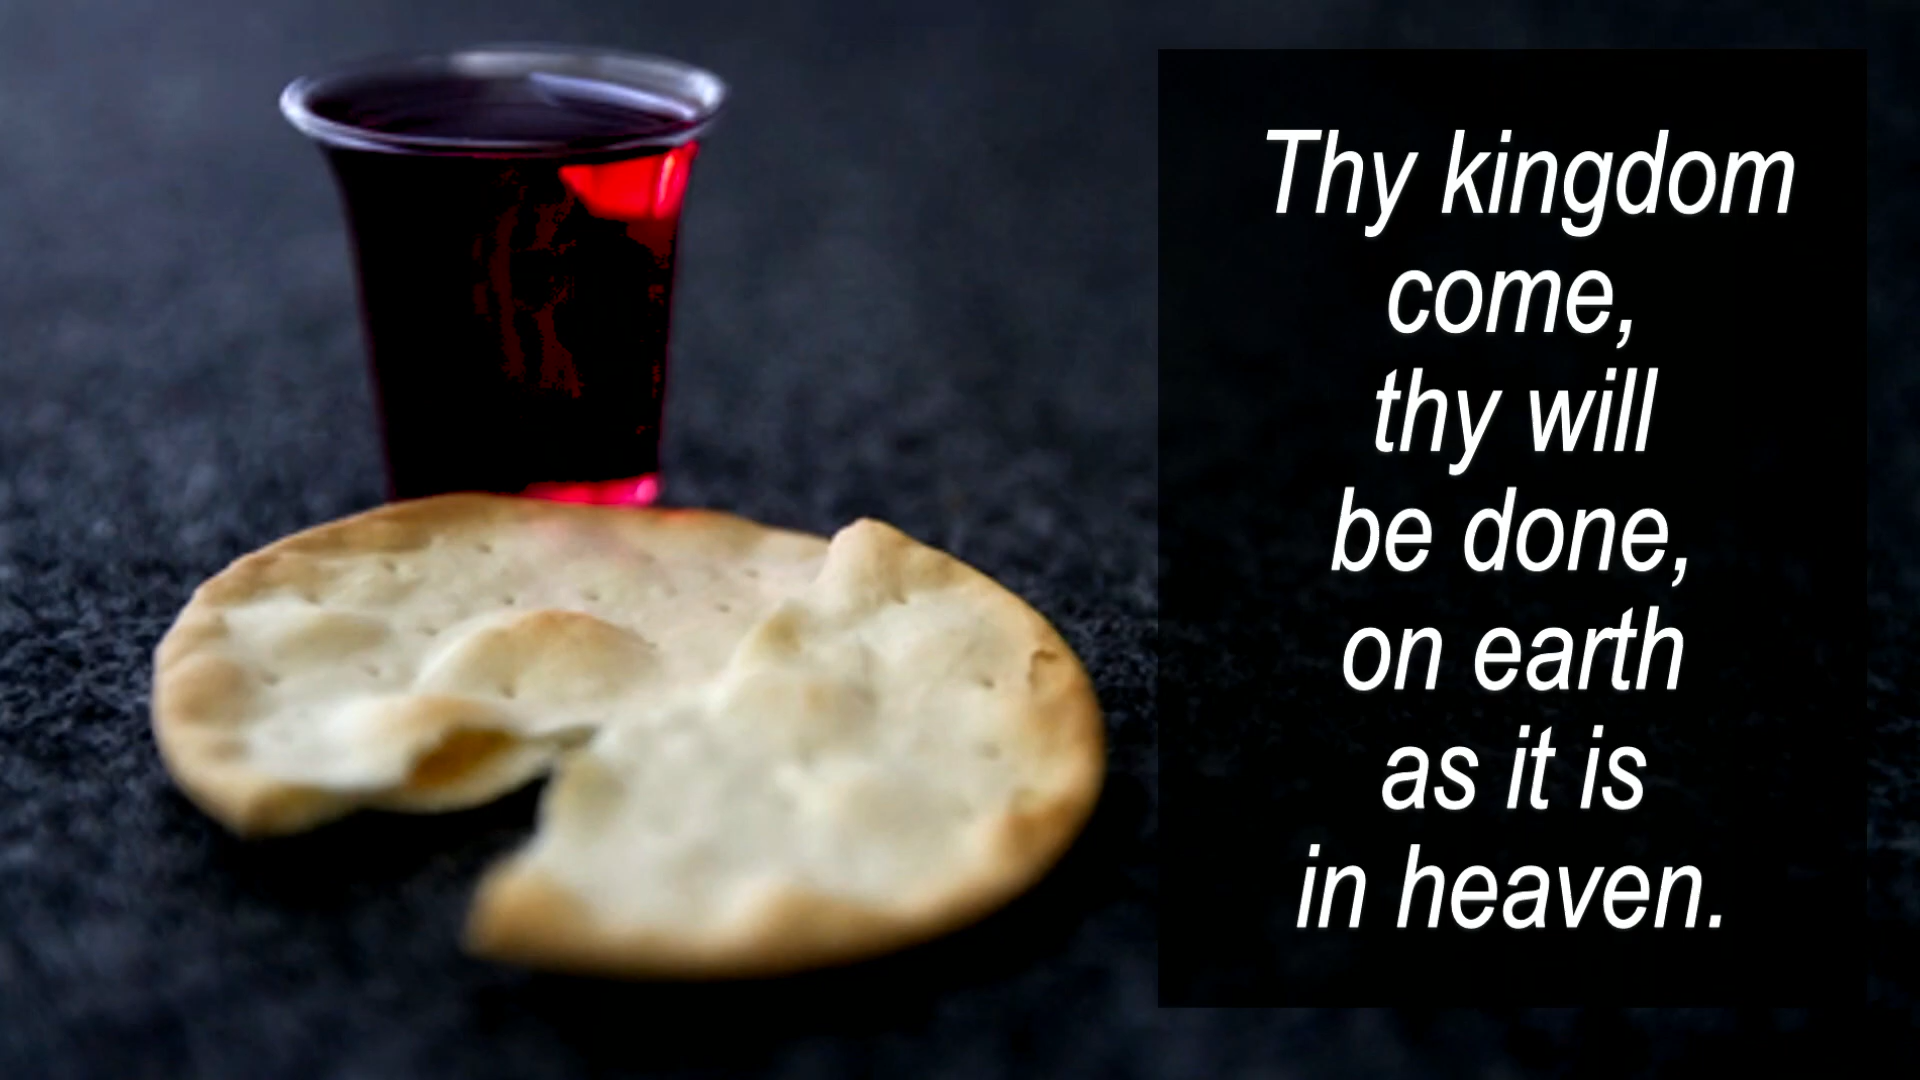 Thy kingdom
come,
thy will
be done,
on earth
as it is
in heaven.